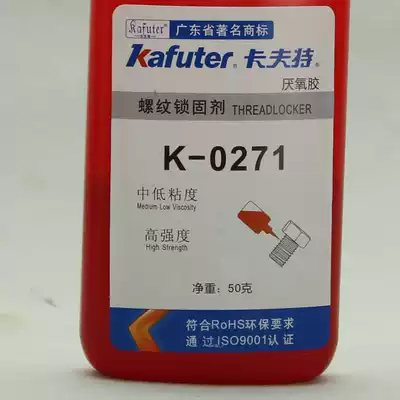 Kafuter
广东省著名商标
Kafuter® 卡夫特®
厌氧胶
螺纹锁固剂 THREADLOCKER
K-0271
中低粘度
Medium Low Viscosity
高强度
High Strength
净重：50克
符合RoHS环保要求
通过ISO9001认证